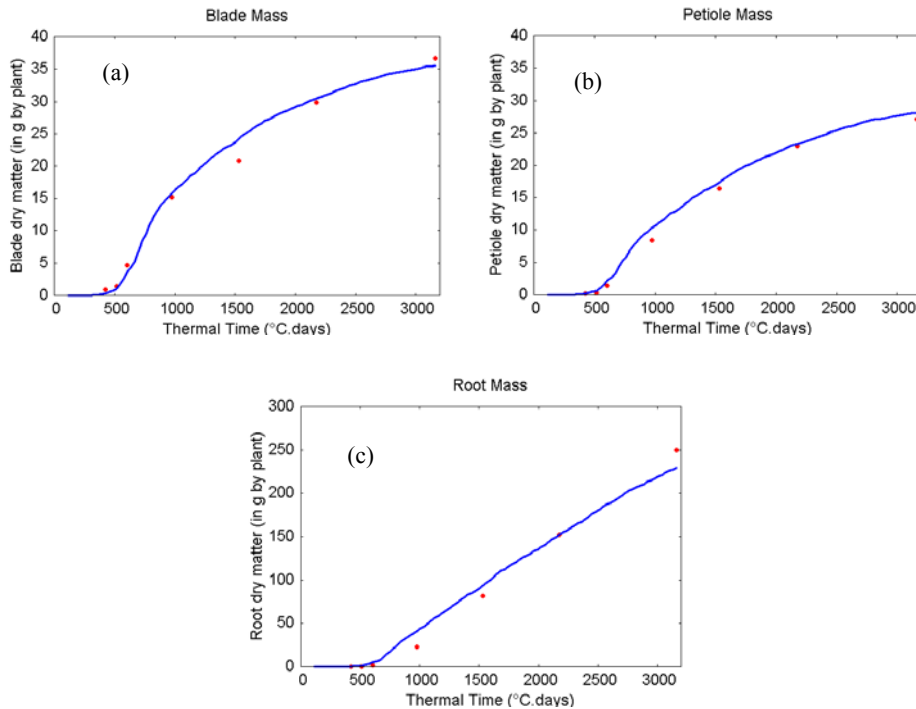 Blade Mass
40
35
30
25
20
15
10
5
0
(a)
Blade dry matter (in g by plant)
0 500 1000 1500 2000 2500 3000
Thermal Time (°C.days)
Petiole Mass
40
35
30
25
20
15
10
5
0
(b)
Petiole dry matter (in g by plant)
0 500 1000 1500 2000 2500 3000
Thermal Time (°C.days)
Root Mass
300
250
200
150
100
50
0
(c)
Root dry matter (in g by plant)
0 500 1000 1500 2000 2500 3000
Thermal Time (°C.days)